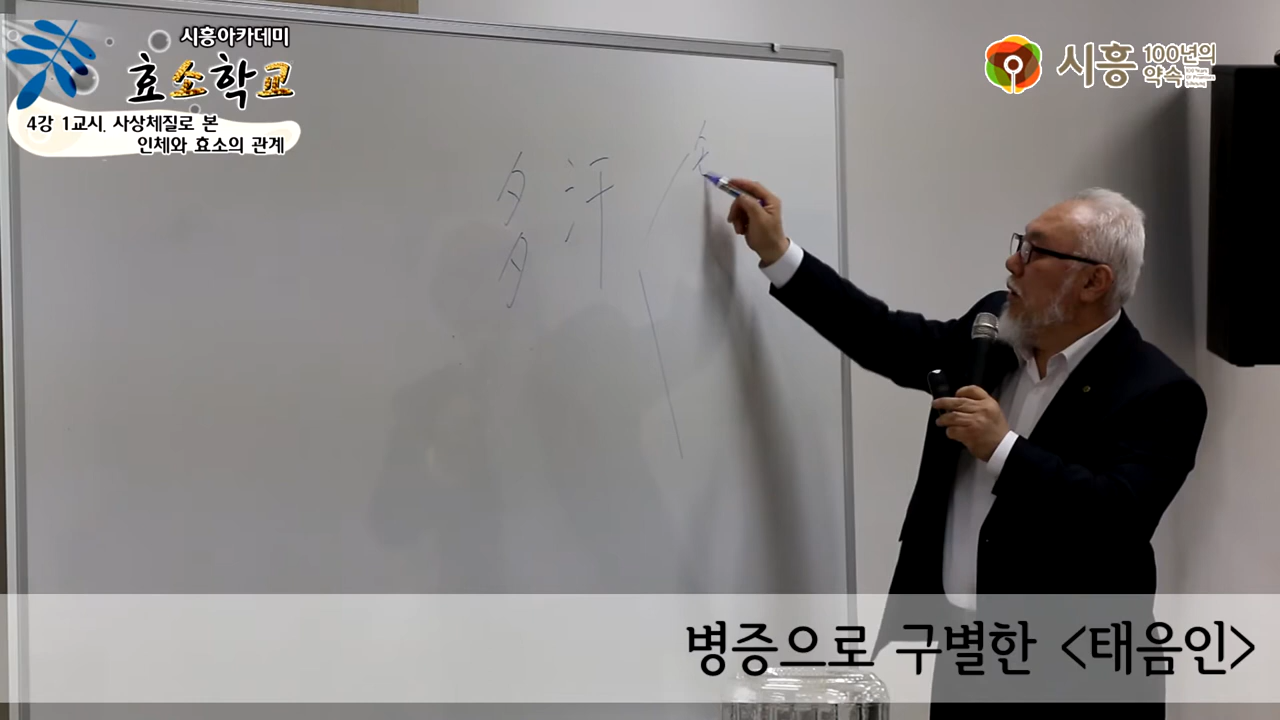 시흥아카데미
효소학교
4강 1교시. 사상체질로 본
인체와 효소의 관계
시흥 100년의
약속
多汗
병증으로 구별한 <태음인>